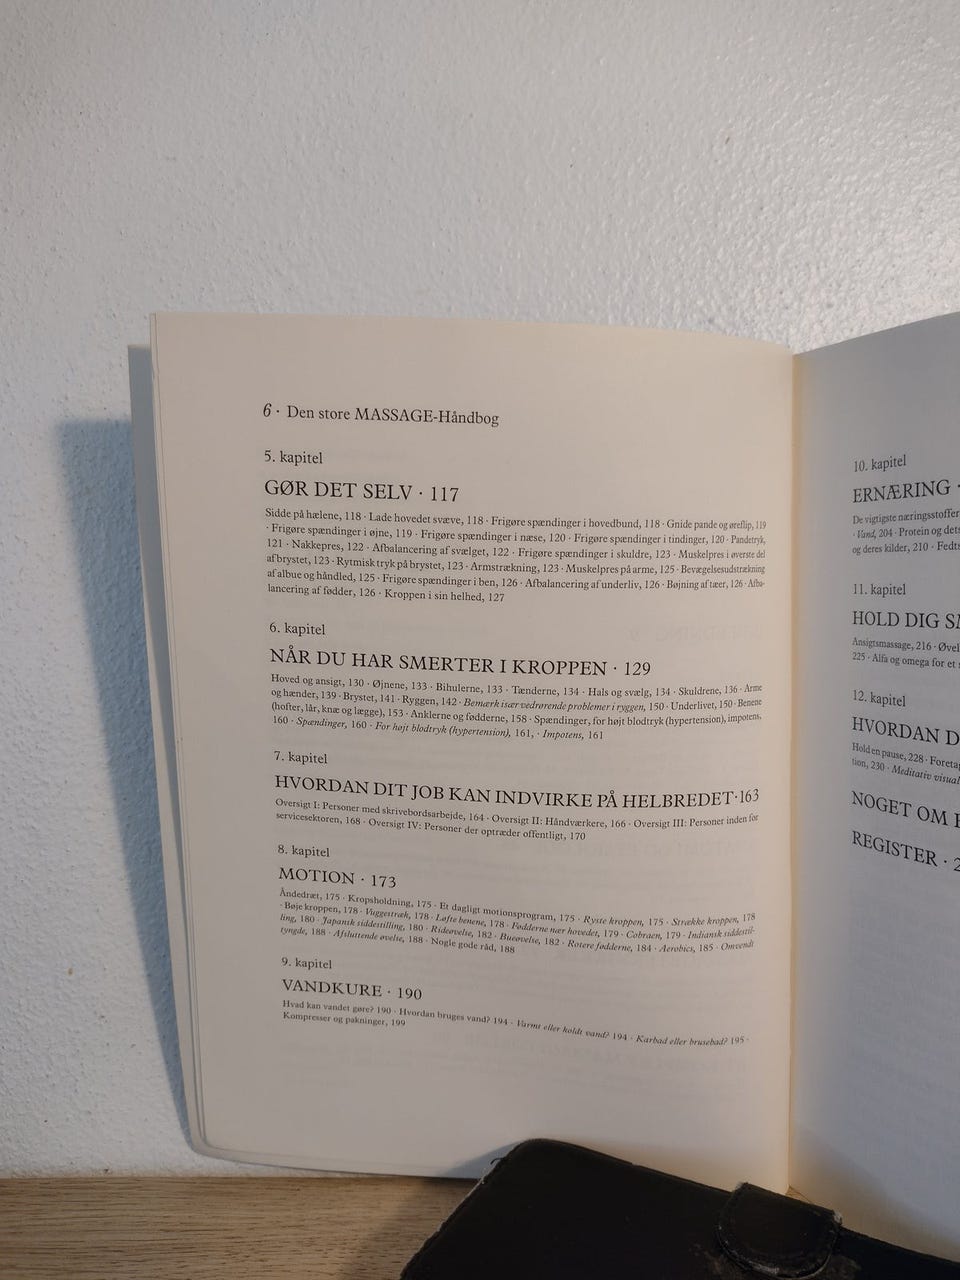 6 · Den store MASSAGE-Håndbog
5. kapitel
GØR DET SELV · 117
Sidde på hælene, 118 · Lade hovedet svæve, 118 · Frigøre spændinger i hovedbund, 118 · Gnide pande og øreflip, 119
· Frigøre spændinger i øjne, 119 · Frigøre spændinger i næse, 120 · Frigøre spændinger i tindinger, 120 · Pandetryk,
121 · Nakkepres, 122 · Afbalancering af svælget, 122 · Frigøre spændinger i skuldre, 123 · Muskelpres i øverste del
af brystet, 123 · Rytmisk tryk på brystet, 123 · Armstrækning, 123 · Muskelpres på arme, 125 · Bevægelsesudstrækning
af albue og håndled, 125 · Frigøre spændinger i ben, 126 · Afbalancering af underliv, 126 · Bøjning af tæer, 126 · Afba-
lancering af fødder, 126 · Kroppen i sin helhed, 127
6. kapitel
NÅR DU HAR SMERTER I KROPPEN · 129
Hoved og ansigt, 130 · Øjnene, 133 · Bihulerne, 133 · Tænderne, 134 · Hals og svælg, 134 · Skuldrene, 136 · Arme
og hænder, 139 · Brystet, 141 · Ryggen, 142 · Bemærk især vedrørende problemer i ryggen, 150 · Underlivet, 150 · Benene
(hofter, lår, knæ og lægge), 153 · Anklerne og fødderne, 158 · Spændinger, for højt blodtryk (hypertension), impotens,
160 · Spændinger, 160 · For højt blodtryk (hypertension), 161, · Impotens, 161
7. kapitel
HVORDAN DIT JOB KAN INDVIRKE PÅ HELBREDET · 163
Oversigt I: Personer med skrivebordsarbejde, 164 · Oversigt II: Håndværkere, 166 · Oversigt III: Personer inden for
servicesektoren, 168 · Oversigt IV: Personer der optræder offentligt, 170
8. kapitel
MOTION · 173
Åndedræt, 175 · Kropsholdning, 175 · Et dagligt motionsprogram, 175 · Ryste kroppen, 175 · Strække kroppen, 178
· Bøje kroppen, 178 · Vuggestræk, 178 · Løfte benene, 178 · Fødderne nær hovedet, 179 · Cobraen, 179 · Indiansk siddestil-
ling, 180 · Japansk siddestilling, 180 · Rideøvelse, 182 · Bueøvelse, 182 · Rotere fødderne, 184 · Aerobics, 185 · Omvendt
tyngde, 188 · Afsluttende øvelse, 188 · Nogle gode råd, 188
9. kapitel
VANDKURE · 190
Hvad kan vandet gøre? 190 · Hvordan bruges vand? 194 · Varmt eller koldt vand? 194 · Karbad eller brusebad? 195 ·
Kompresser og pakninger, 199
10. kapitel
ERNÆRING ·
De vigtigste næringsstoffer
· Vand, 204 · Protein og dets
og deres kilder, 210 ·
11. kapitel
HOLD DIG
Ansigtsmassage, 216 ·
225 · Alfa og omega for et
12. kapitel
HVORDAN
Hold en pause, 228 ·
tion, 230 · Meditativ
NOGET OM
REGISTER ·